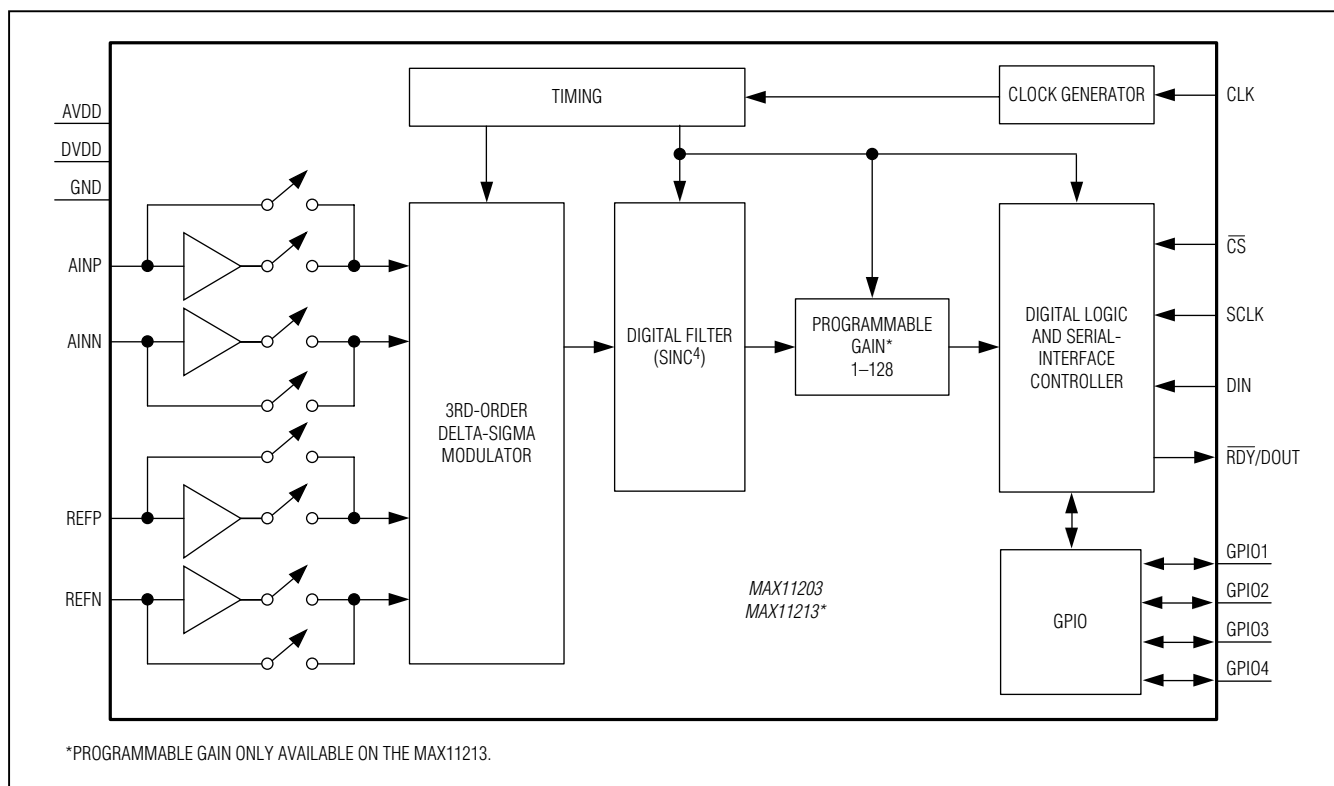 TIMING
CLOCK GENERATOR
CLK
AVDD
DVDD
GND
AINP
AINN
REFP
REFN
3RD-ORDER
DELTA-SIGMA
MODULATOR
DIGITAL FILTER
(SINC⁴)
PROGRAMMABLE
GAIN*
1–128
DIGITAL LOGIC
AND SERIAL-
INTERFACE
CONTROLLER
C̅S̅
SCLK
DIN
R̅D̅Y̅/DOUT
GPIO
GPIO1
GPIO2
GPIO3
GPIO4
MAX11203
MAX11213*
*PROGRAMMABLE GAIN ONLY AVAILABLE ON THE MAX11213.